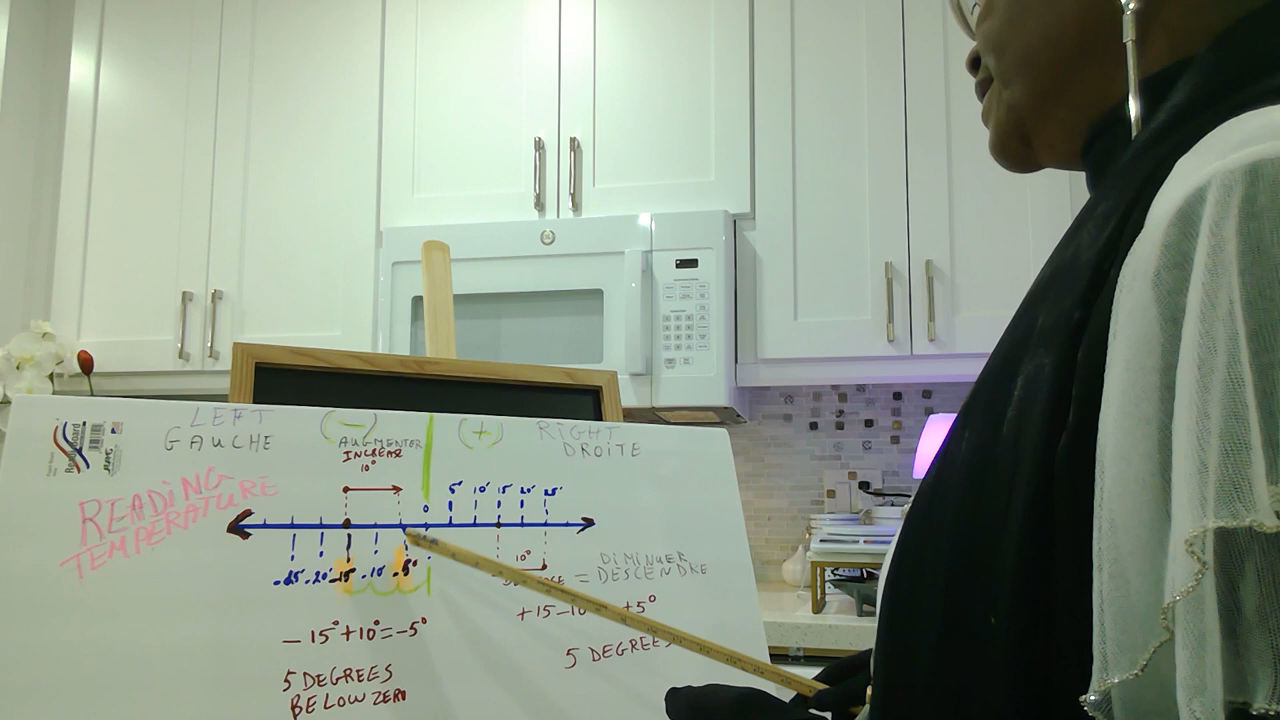 LEFT
GAUCHE
(-)
AUGMENTER
INCREASE
10°
(+)
RIGHT
DROITE
READING
TEMPERATURE
0 5° 10° 15° 20° 25°
-25° -20° -15° -10° -5°
10°
= DIMINUER
DESCENDRE
-15°+10°=-5°
5 DEGREES
BELOW ZERO
+15-10 +5°
5 DEGREES